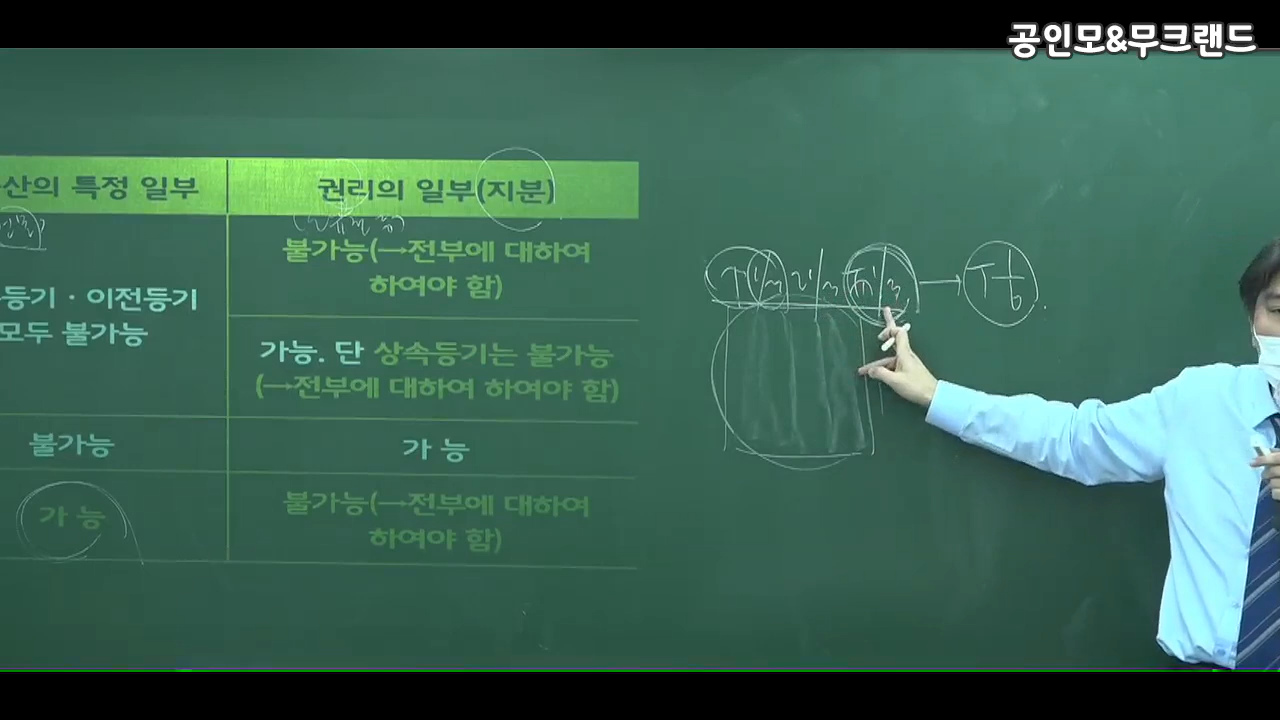 공인모&무크랜드
산의 특정 일부
권리의 일부(지분)
불가능(→전부에 대하여
하여야 함)
등기·이전등기
모두 불가능
가능. 단 상속등기는 불가능
(→전부에 대하여 하여야 함)
불가능
가 능
가 능
불가능(→전부에 대하여
하여야 함)